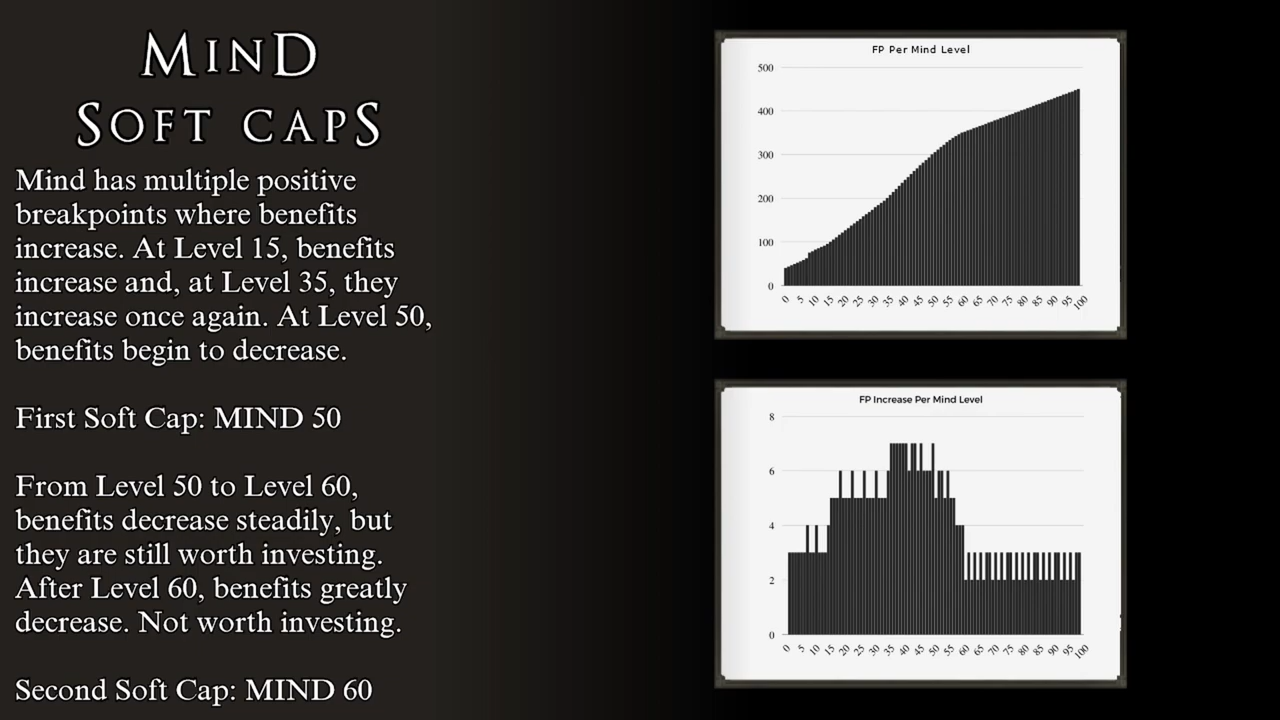 MIND
SOFT CAPS
Mind has multiple positive
breakpoints where benefits
increase. At Level 15, benefits
increase and, at Level 35, they
increase once again. At Level 50,
benefits begin to decrease.
First Soft Cap: MIND 50
From Level 50 to Level 60,
benefits decrease steadily, but
they are still worth investing.
After Level 60, benefits greatly
decrease. Not worth investing.
Second Soft Cap: MIND 60
FP Per Mind Level
500
400
300
200
100
0
0 5 10 15 20 25 30 35 40 45 50 55 60 65 70 75 80 85 90 95 100
FP Increase Per Mind Level
8
6
4
2
0
0 5 10 15 20 25 30 35 40 45 50 55 60 65 70 75 80 85 90 95 100